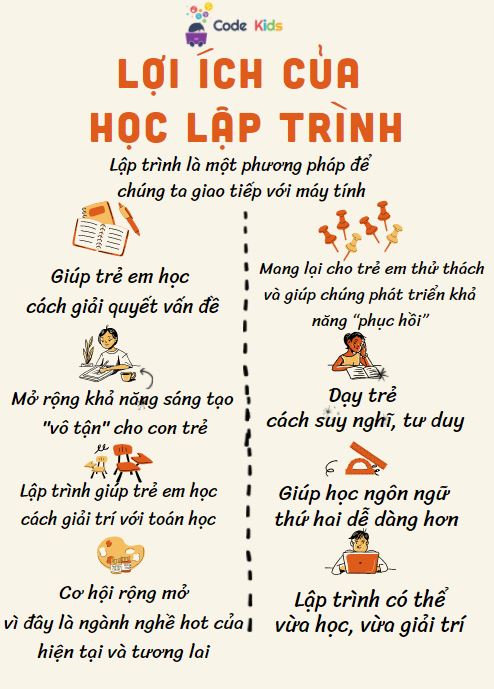 Code Kids
LỢI ÍCH CỦA
HỌC LẬP TRÌNH
Lập trình là một phương pháp để
chúng ta giao tiếp với máy tính
Giúp trẻ em học
cách giải quyết vấn đề
Mang lại cho trẻ em thử thách
và giúp chúng phát triển khả
năng “phục hồi”
Mở rộng khả năng sáng tạo
"vô tận" cho con trẻ
Dạy trẻ
cách suy nghĩ, tư duy
Lập trình giúp trẻ em học
cách giải trí với toán học
Giúp học ngôn ngữ
thứ hai dễ dàng hơn
Cơ hội rộng mở
vì đây là ngành nghề hot của
hiện tại và tương lai
Lập trình có thể
vừa học, vừa giải trí